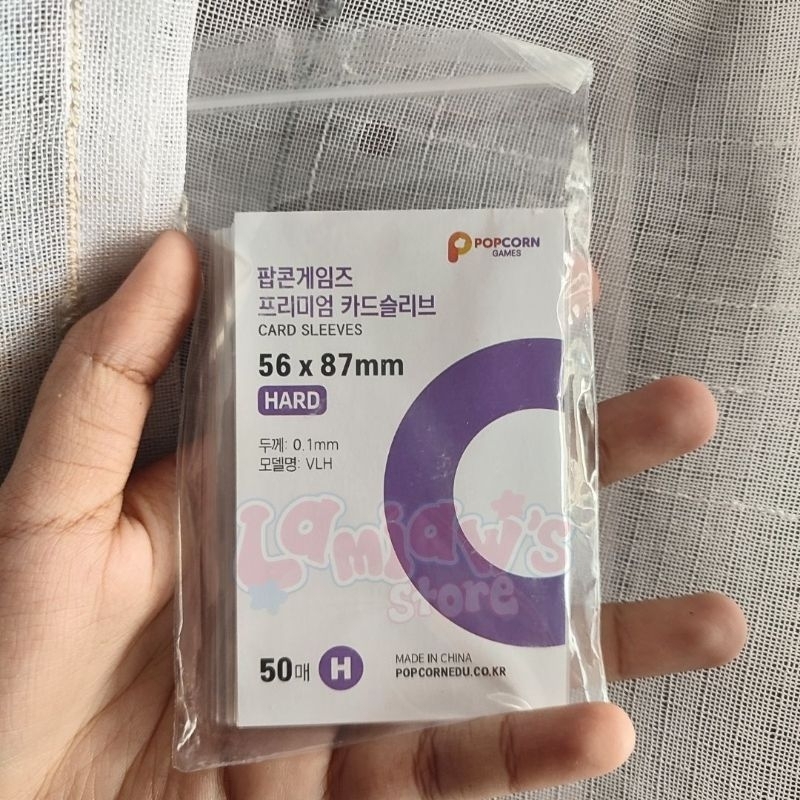 POPCORN
GAMES
팝콘게임즈
프리미엄 카드슬리브
CARD SLEEVES
56 x 87mm
HARD
두께: 0.1mm
모델명: VLH
Lamjaw's
store
50매 H
MADE IN CHINA
POPCORNEDU.CO.KR